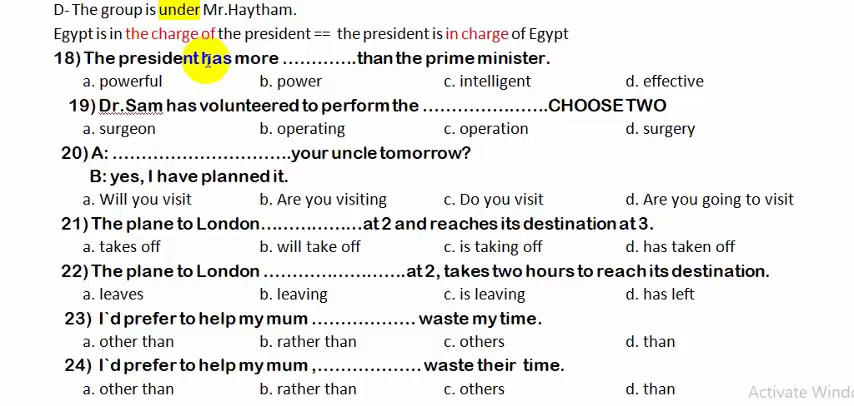 D- The group is under Mr.Haytham.
Egypt is in the charge of the president == the president is in charge of Egypt
18) The president has more .............than the prime minister.
a. powerful b. power c. intelligent d. effective
19) Dr.Sam has volunteered to perform the ......................CHOOSE TWO
a. surgeon b. operating c. operation d. surgery
20) A: ...............................your uncle tomorrow?
B: yes, I have planned it.
a. Will you visit b. Are you visiting c. Do you visit d. Are you going to visit
21) The plane to London..................at 2 and reaches its destination at 3.
a. takes off b. will take off c. is taking off d. has taken off
22) The plane to London .........................at 2, takes two hours to reach its destination.
a. leaves b. leaving c. is leaving d. has left
23) I`d prefer to help my mum .................. waste my time.
a. other than b. rather than c. others d. than
24) I`d prefer to help my mum ,.................. waste their time.
a. other than b. rather than c. others d. than
Activate Windo